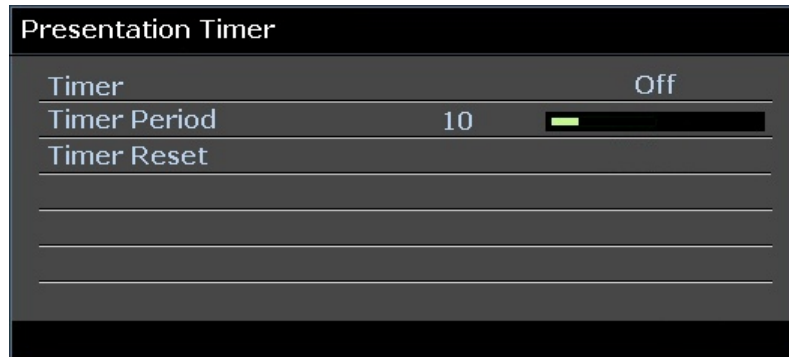 Presentation Timer
Timer Off
Timer Period 10
Timer Reset